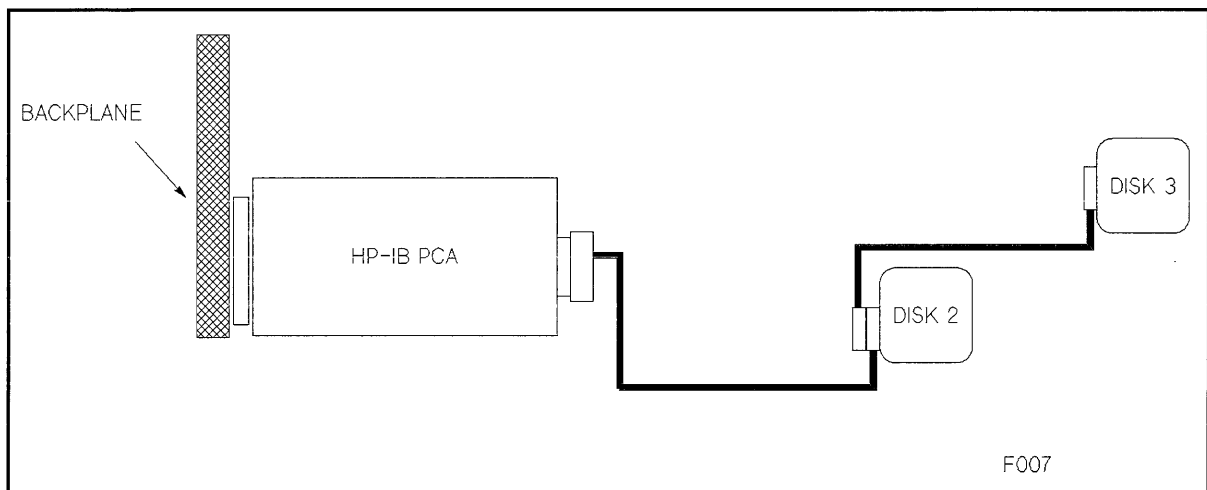 BACKPLANE
HP-IB PCA
DISK 3
DISK 2
F007